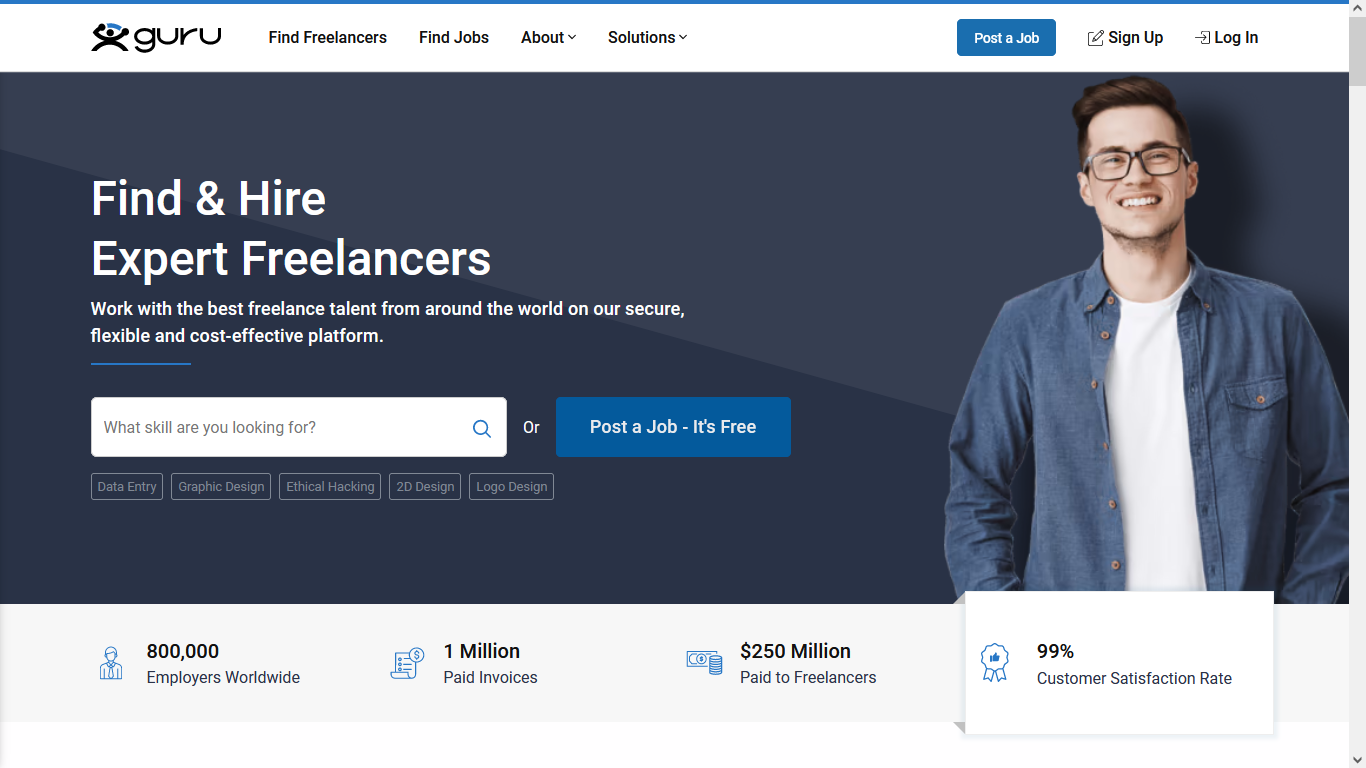 guru
Find Freelancers
Find Jobs
About
Solutions
Post a Job
Sign Up
Log In
Find & Hire
Expert Freelancers
Work with the best freelance talent from around the world on our secure,
flexible and cost-effective platform.
What skill are you looking for?
Or
Post a Job - It's Free
Data Entry
Graphic Design
Ethical Hacking
2D Design
Logo Design
800,000
Employers Worldwide
1 Million
Paid Invoices
$250 Million
Paid to Freelancers
99%
Customer Satisfaction Rate